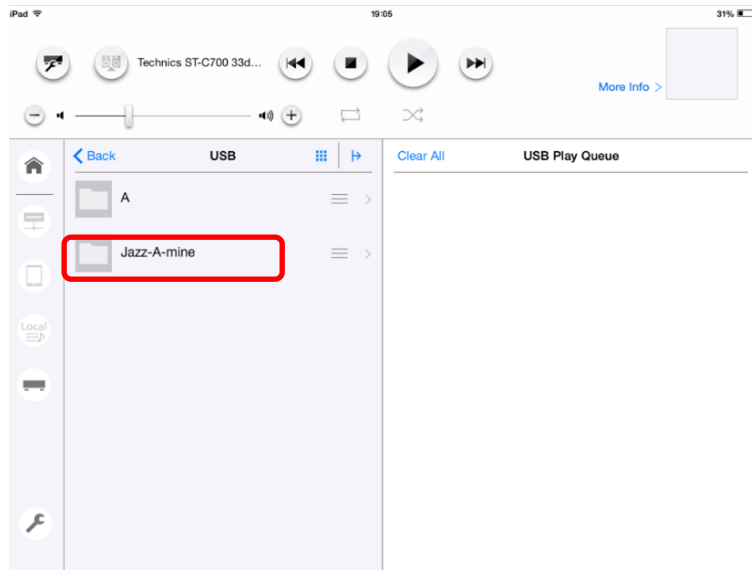 iPad 19:05 31%
Technics ST-C700 33d...
More Info >
Back USB
Clear All USB Play Queue
A
Jazz-A-mine
Local